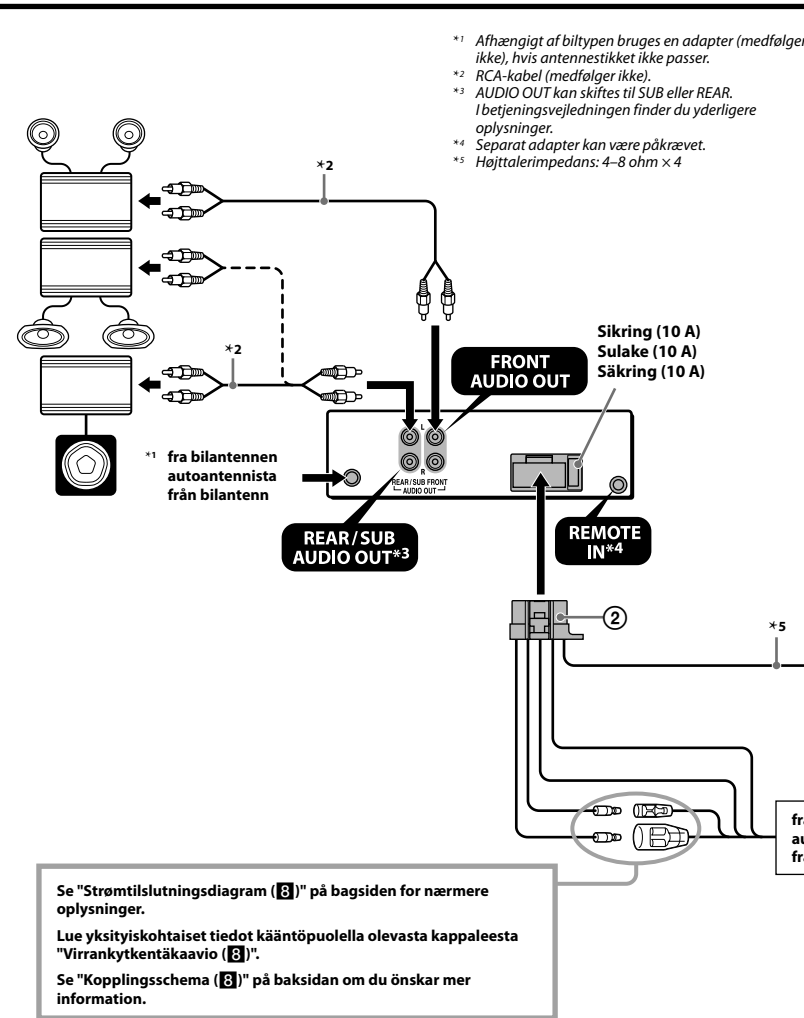 *1 Afhængigt af biltypen bruges en adapter (medfølger
ikke), hvis antennestikket ikke passer.
*2 RCA-kabel (medfølger ikke).
*3 AUDIO OUT kan skiftes til SUB eller REAR.
I betjeningsvejledningen finder du yderligere
oplysninger.
*4 Separat adapter kan være påkrævet.
*5 Højttalerimpedans: 4–8 ohm × 4
*2
*2
FRONT
AUDIO OUT
Sikring (10 A)
Sulake (10 A)
Säkring (10 A)
*1 fra bilantennen
autoantennista
från bilantenn
L
R
REAR/SUB FRONT
AUDIO OUT
REAR/SUB
AUDIO OUT*3
REMOTE
IN*4
2
*5
Se "Strømtilslutningsdiagram (8)" på bagsiden for nærmere
oplysninger.
Lue yksityiskohtaiset tiedot kääntöpuolella olevasta kappaleesta
"Virrankytkentäkaavio (8)".
Se "Kopplingsschema (8)" på baksidan om du önskar mer
information.